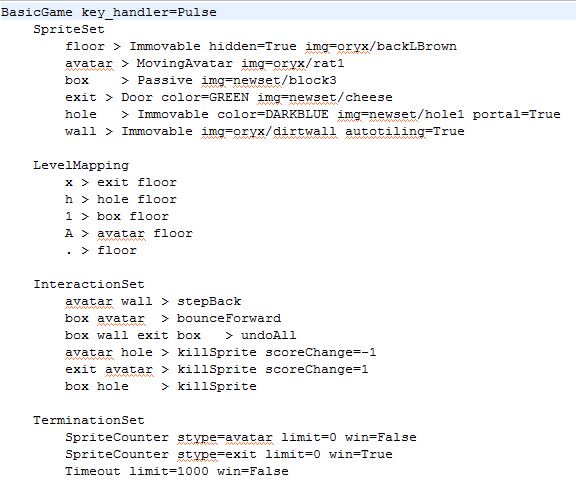 BasicGame key_handler=Pulse
SpriteSet
floor > Immovable hidden=True img=oryx/backLBrown
avatar > MovingAvatar img=oryx/rat1
box > Passive img=newset/block3
exit > Door color=GREEN img=newset/cheese
hole > Immovable color=DARKBLUE img=newset/hole1 portal=True
wall > Immovable img=oryx/dirtwall autotiling=True
LevelMapping
x > exit floor
h > hole floor
1 > box floor
A > avatar floor
. > floor
InteractionSet
avatar wall > stepBack
box avatar > bounceForward
box wall exit box > undoAll
avatar hole > killSprite scoreChange=-1
exit avatar > killSprite scoreChange=1
box hole > killSprite
TerminationSet
SpriteCounter stype=avatar limit=0 win=False
SpriteCounter stype=exit limit=0 win=True
Timeout limit=1000 win=False